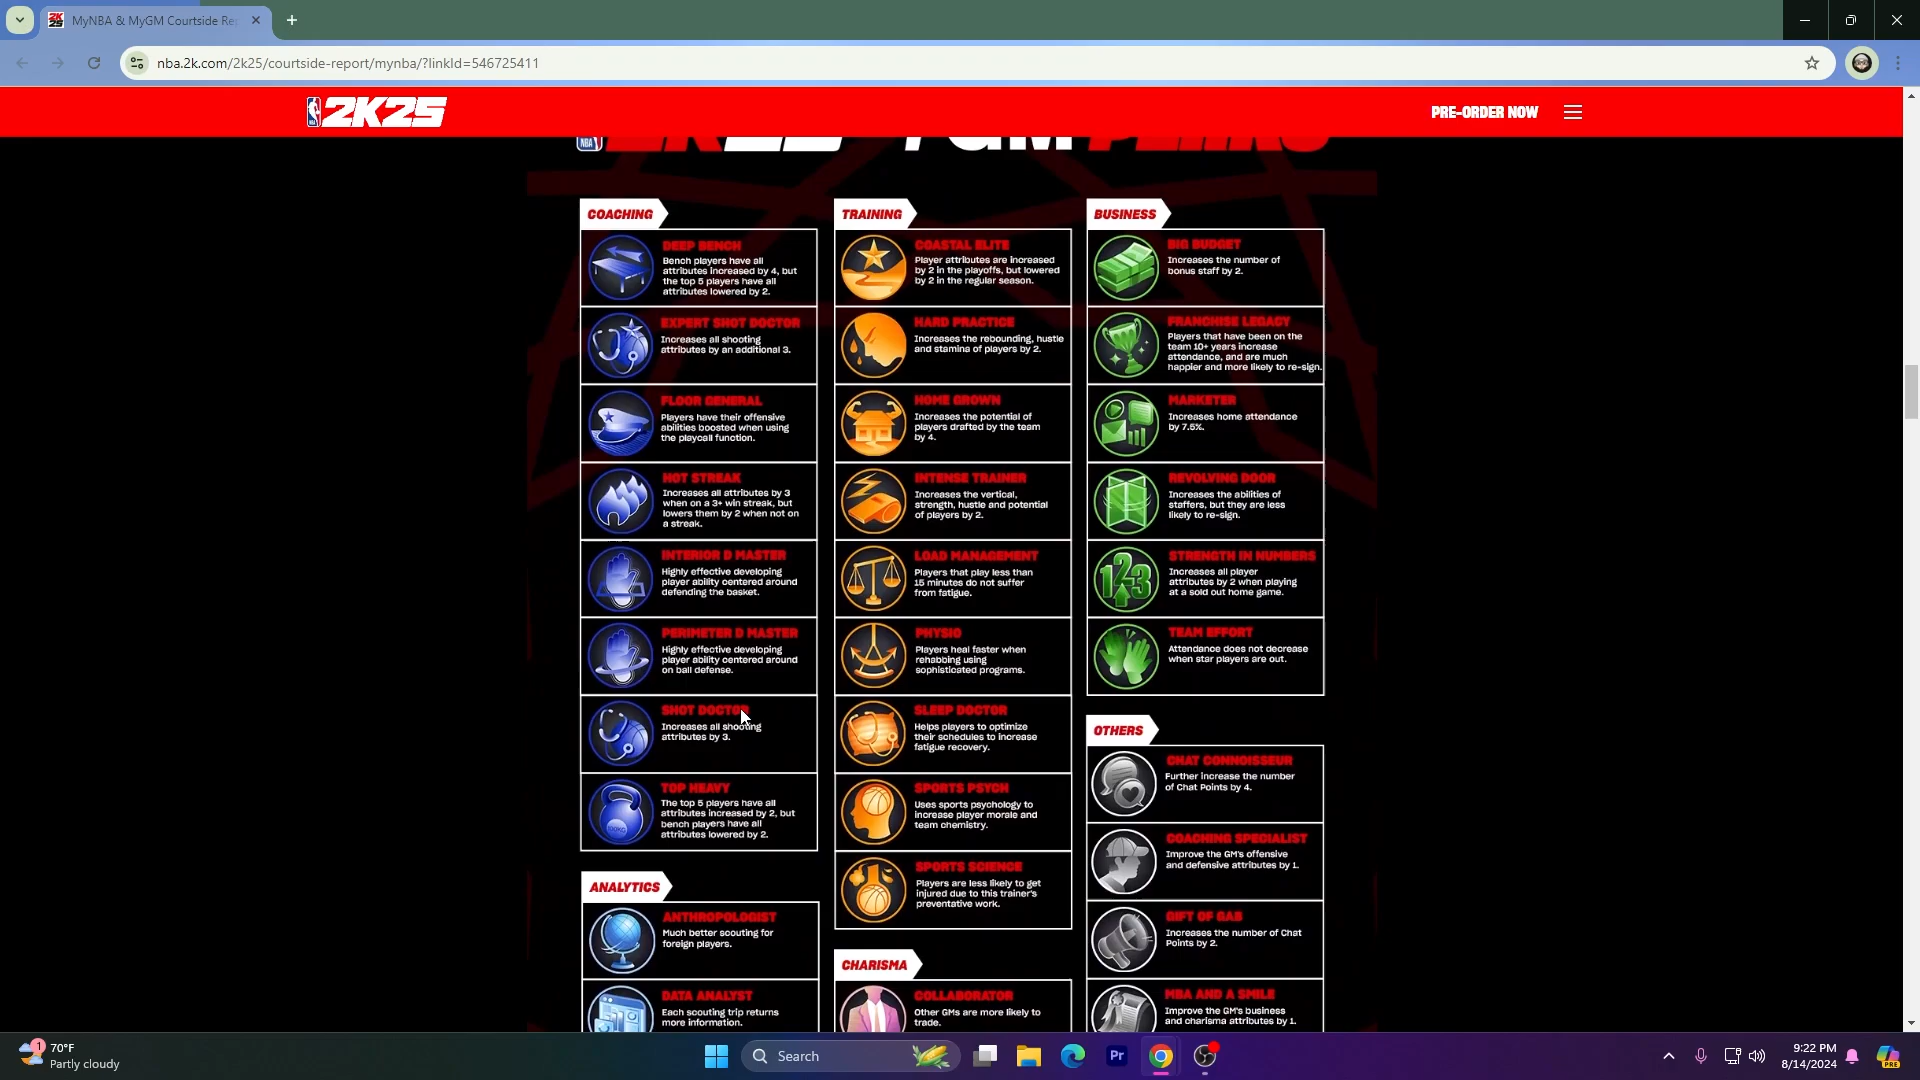 MyNBA & MyGM Courtside Re
nba.2k.com/2k25/courtside-report/mynba/?linkId=546725411
NBA 2K25
PRE-ORDER NOW
COACHING
DEEP BENCH
Bench players have all
attributes increased by 4, but
the top 5 players have all
attributes lowered by 2.
EXPERT SHOT DOCTOR
Increases all shooting
attributes by an additional 3.
FLOOR GENERAL
Players have their offensive
abilities boosted when using
the playcall function.
HOT STREAK
Increases all attributes by 3
when on a 3+ win streak, but
lowers them by 2 when not on
a streak.
INTERIOR D MASTER
Highly effective developing
player ability centered around
defending the basket.
PERIMETER D MASTER
Highly effective developing
player ability centered around
on ball defense.
SHOT DOCTOR
Increases all shooting
attributes by 3.
TOP HEAVY
The top 5 players have all
attributes increased by 2, but
bench players have all
attributes lowered by 2.
ANALYTICS
ANTHROPOLOGIST
Much better scouting for
foreign players.
DATA ANALYST
Each scouting trip returns
more information.
TRAINING
COASTAL ELITE
Player attributes are increased
by 2 in the playoffs, but lowered
by 2 in the regular season.
HARD PRACTICE
Increases the rebounding, hustle
and stamina of players by 2.
HOME GROWN
Increases the potential of
players drafted by the team
by 4.
INTENSE TRAINER
Increases the vertical,
strength, hustle and potential
of players by 2.
LOAD MANAGEMENT
Players that play less than
15 minutes do not suffer
from fatigue.
PHYSIO
Players heal faster when
rehabbing using
sophisticated programs.
SLEEP DOCTOR
Helps players to optimize
their schedules to increase
fatigue recovery.
SPORTS PSYCH
Uses sports psychology to
increase player morale and
team chemistry.
SPORTS SCIENCE
Players are less likely to get
injured due to this trainer's
preventative work.
CHARISMA
COLLABORATOR
Other GMs are more likely to
trade.
BUSINESS
BIG BUDGET
Increases the number of
bonus staff by 2.
FRANCHISE LEGACY
Players that have been on the
team 10+ years increase
attendance, and are much
happier and more likely to re-sign.
MARKETER
Increases home attendance
by 7.5%.
REVOLVING DOOR
Increases the abilities of
staffers, but they are less
likely to re-sign.
STRENGTH IN NUMBERS
Increases all player
attributes by 2 when playing
at a sold out home game.
TEAM EFFORT
Attendance does not decrease
when star players are out.
OTHERS
CHAT CONNOISSEUR
Further increase the number
of Chat Points by 4.
COACHING SPECIALIST
Improve the GM's offensive
and defensive attributes by 1.
GIFT OF GAB
Increases the number of Chat
Points by 2.
MBA AND A SMILE
Improve the GM's business
and charisma attributes by 1.
70°F
Partly cloudy
Search
9:22 PM
8/14/2024